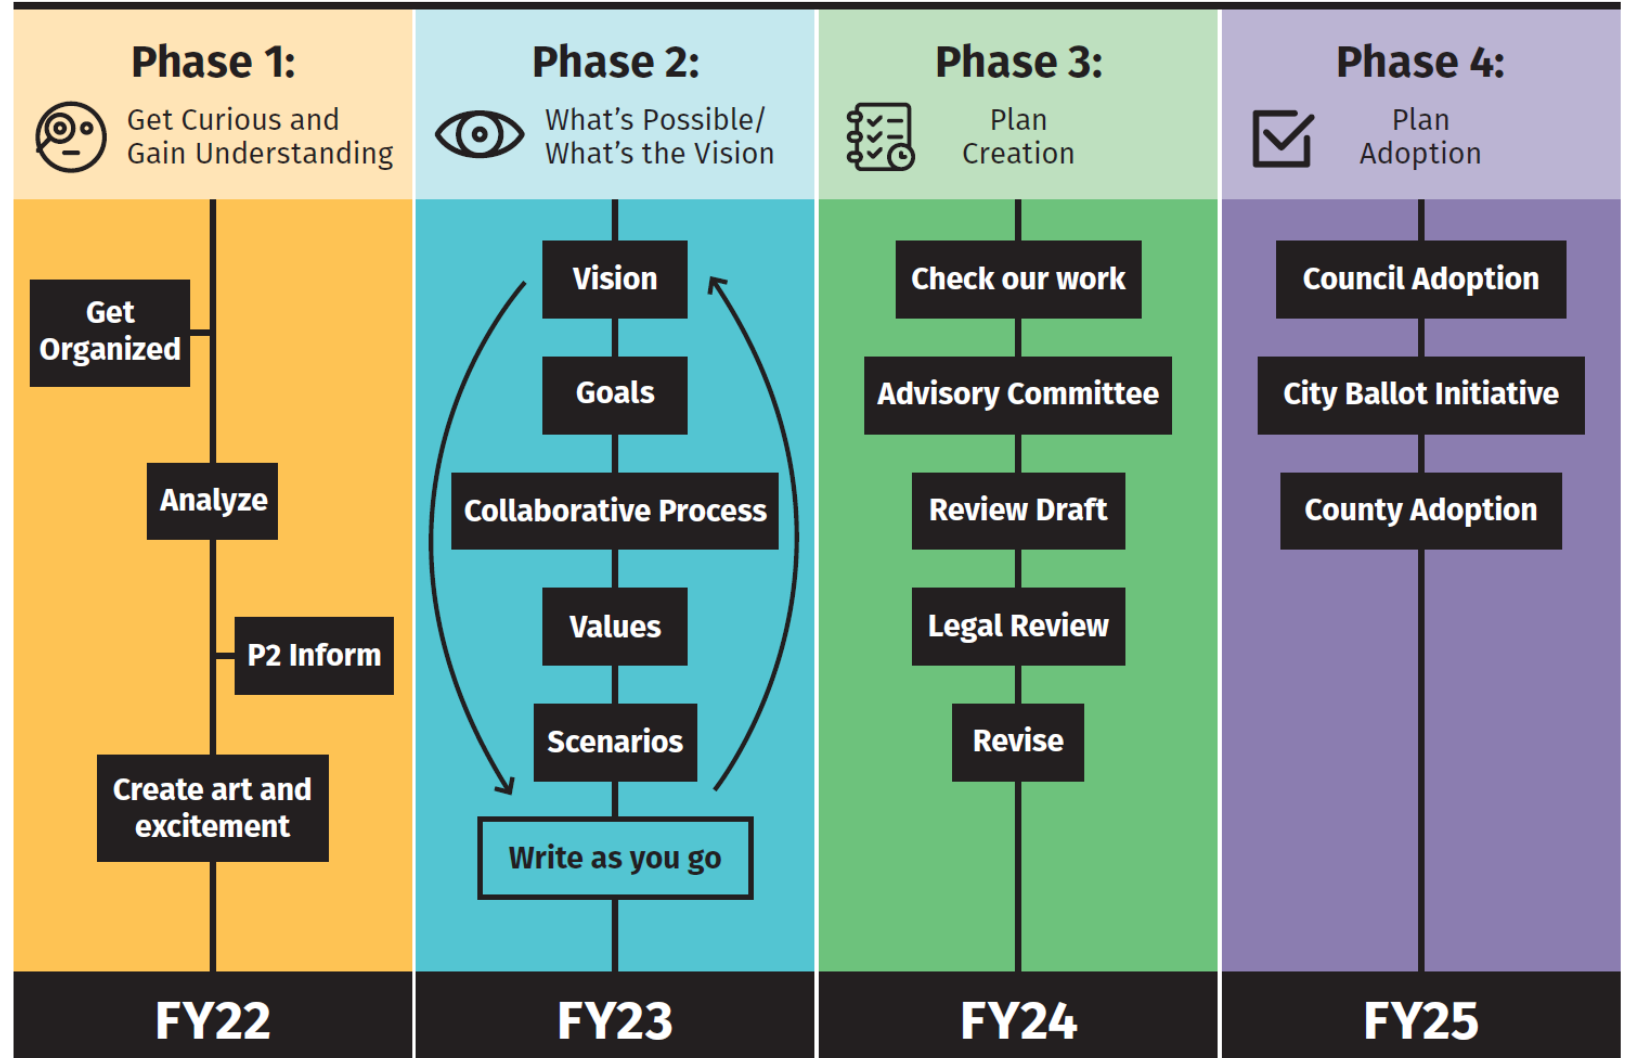 Phase 1:
Get Curious and
Gain Understanding
Get
Organized
Analyze
P2 Inform
Create art and
excitement
FY22
Phase 2:
What's Possible/
What's the Vision
Vision
Goals
Collaborative Process
Values
Scenarios
Write as you go
FY23
Phase 3:
Plan
Creation
Check our work
Advisory Committee
Review Draft
Legal Review
Revise
FY24
Phase 4:
Plan
Adoption
Council Adoption
City Ballot Initiative
County Adoption
FY25